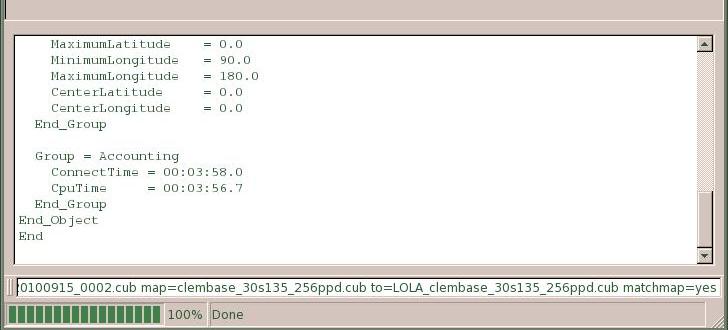 MaximumLatitude = 0.0
MinimumLongitude = 90.0
MaximumLongitude = 180.0
CenterLatitude = 0.0
CenterLongitude = 0.0
End_Group
Group = Accounting
ConnectTime = 00:03:58.0
CpuTime = 00:03:56.7
End_Group
End_Object
End
0100915_0002.cub map=clembase_30s135_256ppd.cub to=LOLA_clembase_30s135_256ppd.cub matchmap=yes
100% Done